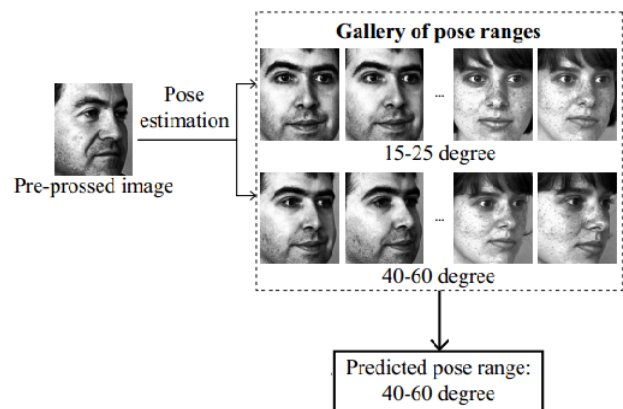 Gallery of pose ranges
Pose
estimation
...
15-25 degree
Pre-prossed image
...
40-60 degree
Predicted pose range:
40-60 degree